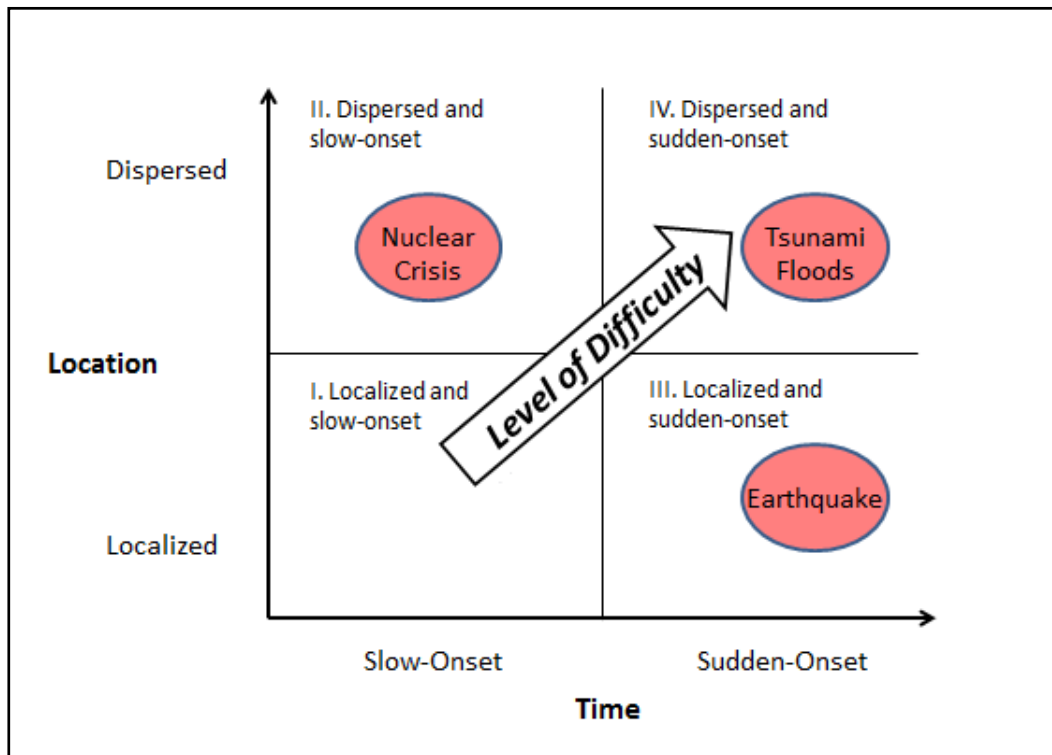 II. Dispersed and
slow-onset
IV. Dispersed and
sudden-onset
Dispersed
Nuclear
Crisis
Tsunami
Floods
Level of Difficulty
Location
I. Localized and
slow-onset
III. Localized and
sudden-onset
Earthquake
Localized
Slow-Onset
Sudden-Onset
Time